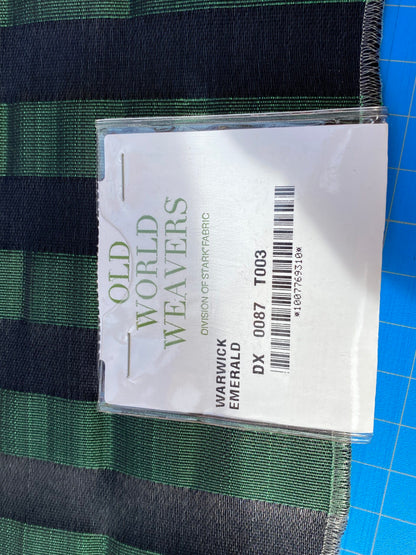 OLD
WORLD
WEAVERS
DIVISION OF STARK FABRIC
WARWICK
EMERALD
DX 0087 T003
*1007769310*